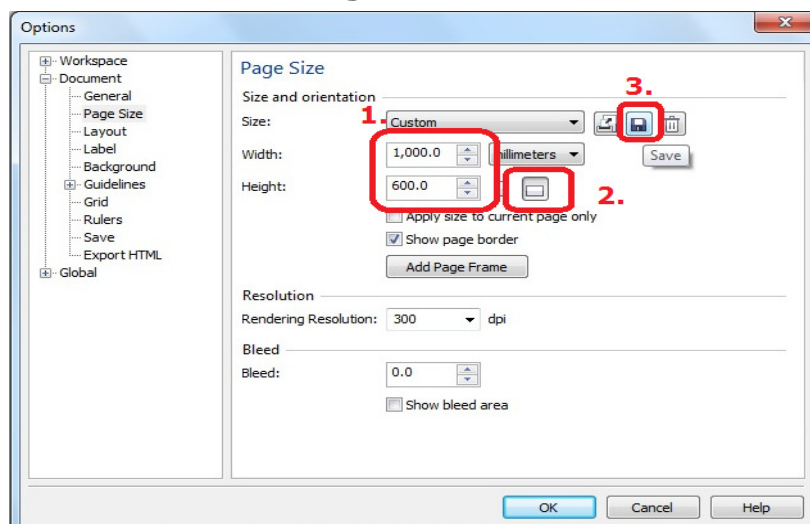 Options
Workspace
Document
General
Page Size
Layout
Label
Background
Guidelines
Grid
Rulers
Save
Export HTML
Global
Page Size
3.
Size and orientation
1.
Size: Custom
Width: 1,000.0 millimeters Save
Height: 600.0
2.
Apply size to current page only
Show page border
Add Page Frame
Resolution
Rendering Resolution: 300 dpi
Bleed
Bleed: 0.0
Show bleed area
OK Cancel Help